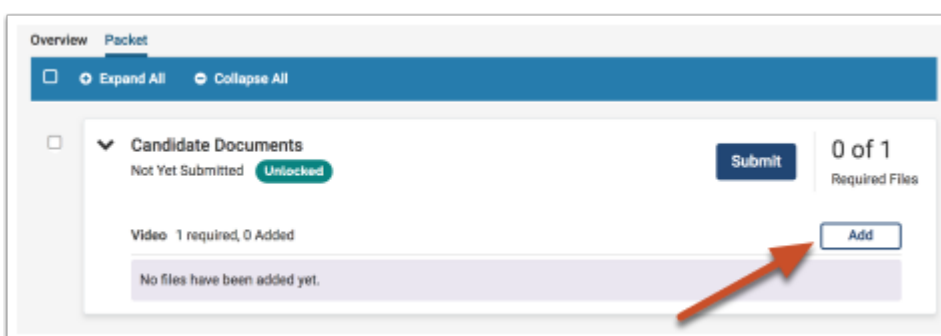 Overview Packet
Expand All Collapse All
Candidate Documents
Not Yet Submitted Unlocked
Submit
0 of 1
Required Files
Video 1 required, 0 Added
Add
No files have been added yet.